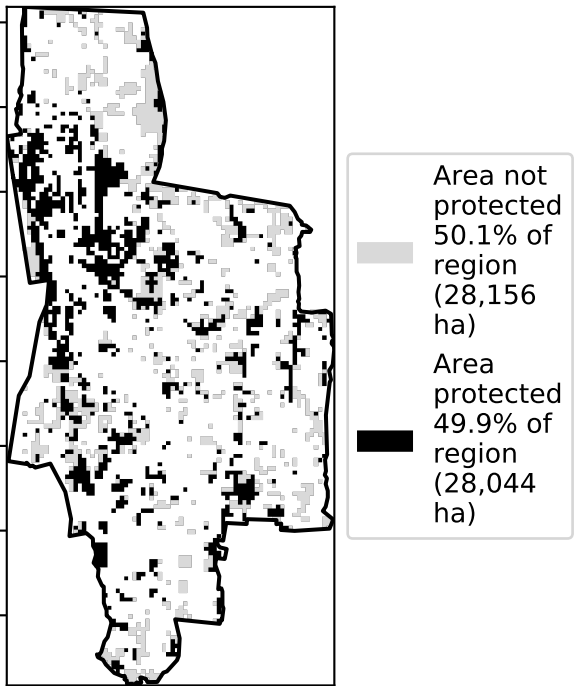 Area not
protected
50.1% of
region
(28,156
ha)
Area
protected
49.9% of
region
(28,044
ha)